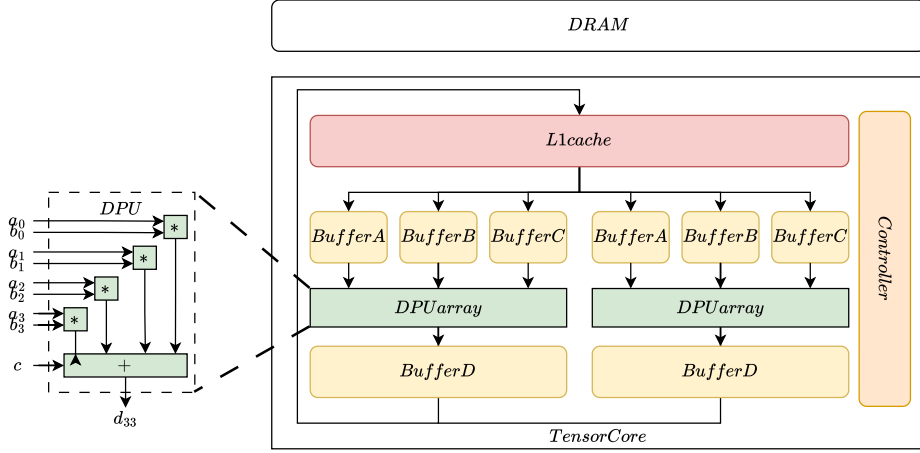 DRAM
L1cache
DPU
a0
b0
*
BufferA
BufferB
BufferC
BufferA
BufferB
BufferC
Controller
a1
b1
*
a2
b2
*
a3
b3
*
DPUarray
DPUarray
c
+
BufferD
BufferD
d33
TensorCore